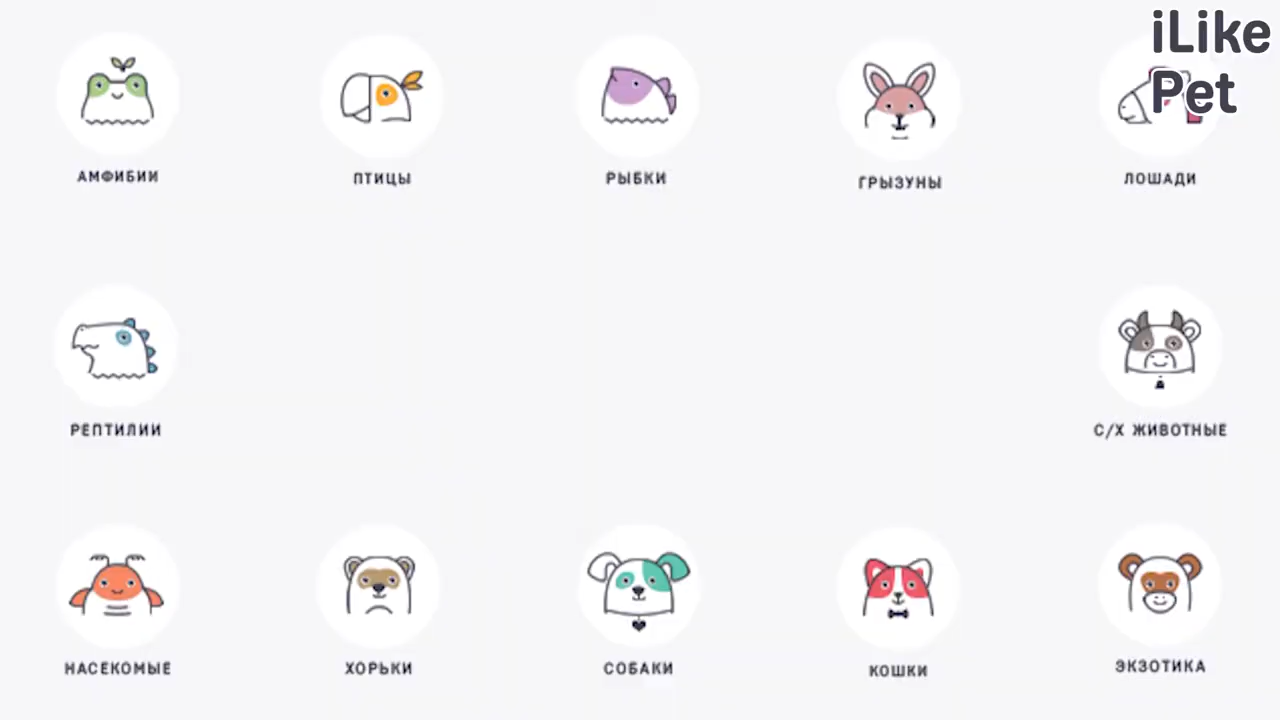 iLike
Pet
АМФИБИИ
ПТИЦЫ
РЫБКИ
ГРЫЗУНЫ
ЛОШАДИ
РЕПТИЛИИ
С/Х ЖИВОТНЫЕ
НАСЕКОМЫЕ
ХОРЬКИ
СОБАКИ
КОШКИ
ЭКЗОТИКА